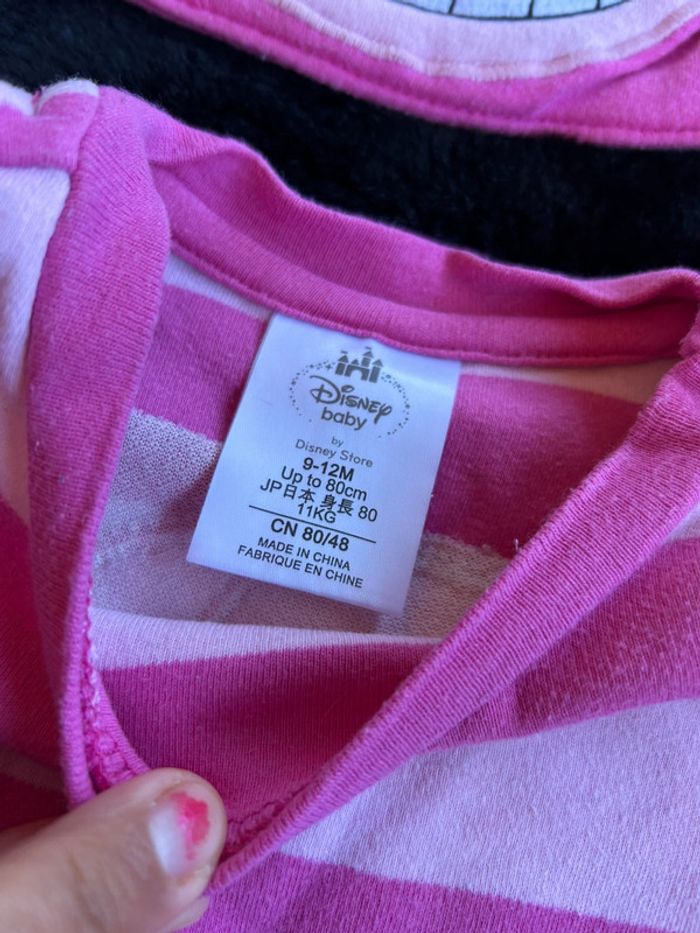 Disney
baby
by
Disney Store
9-12M
Up to 80cm
JP日本 身長 80
11KG
CN 80/48
MADE IN CHINA
FABRIQUE EN CHINE